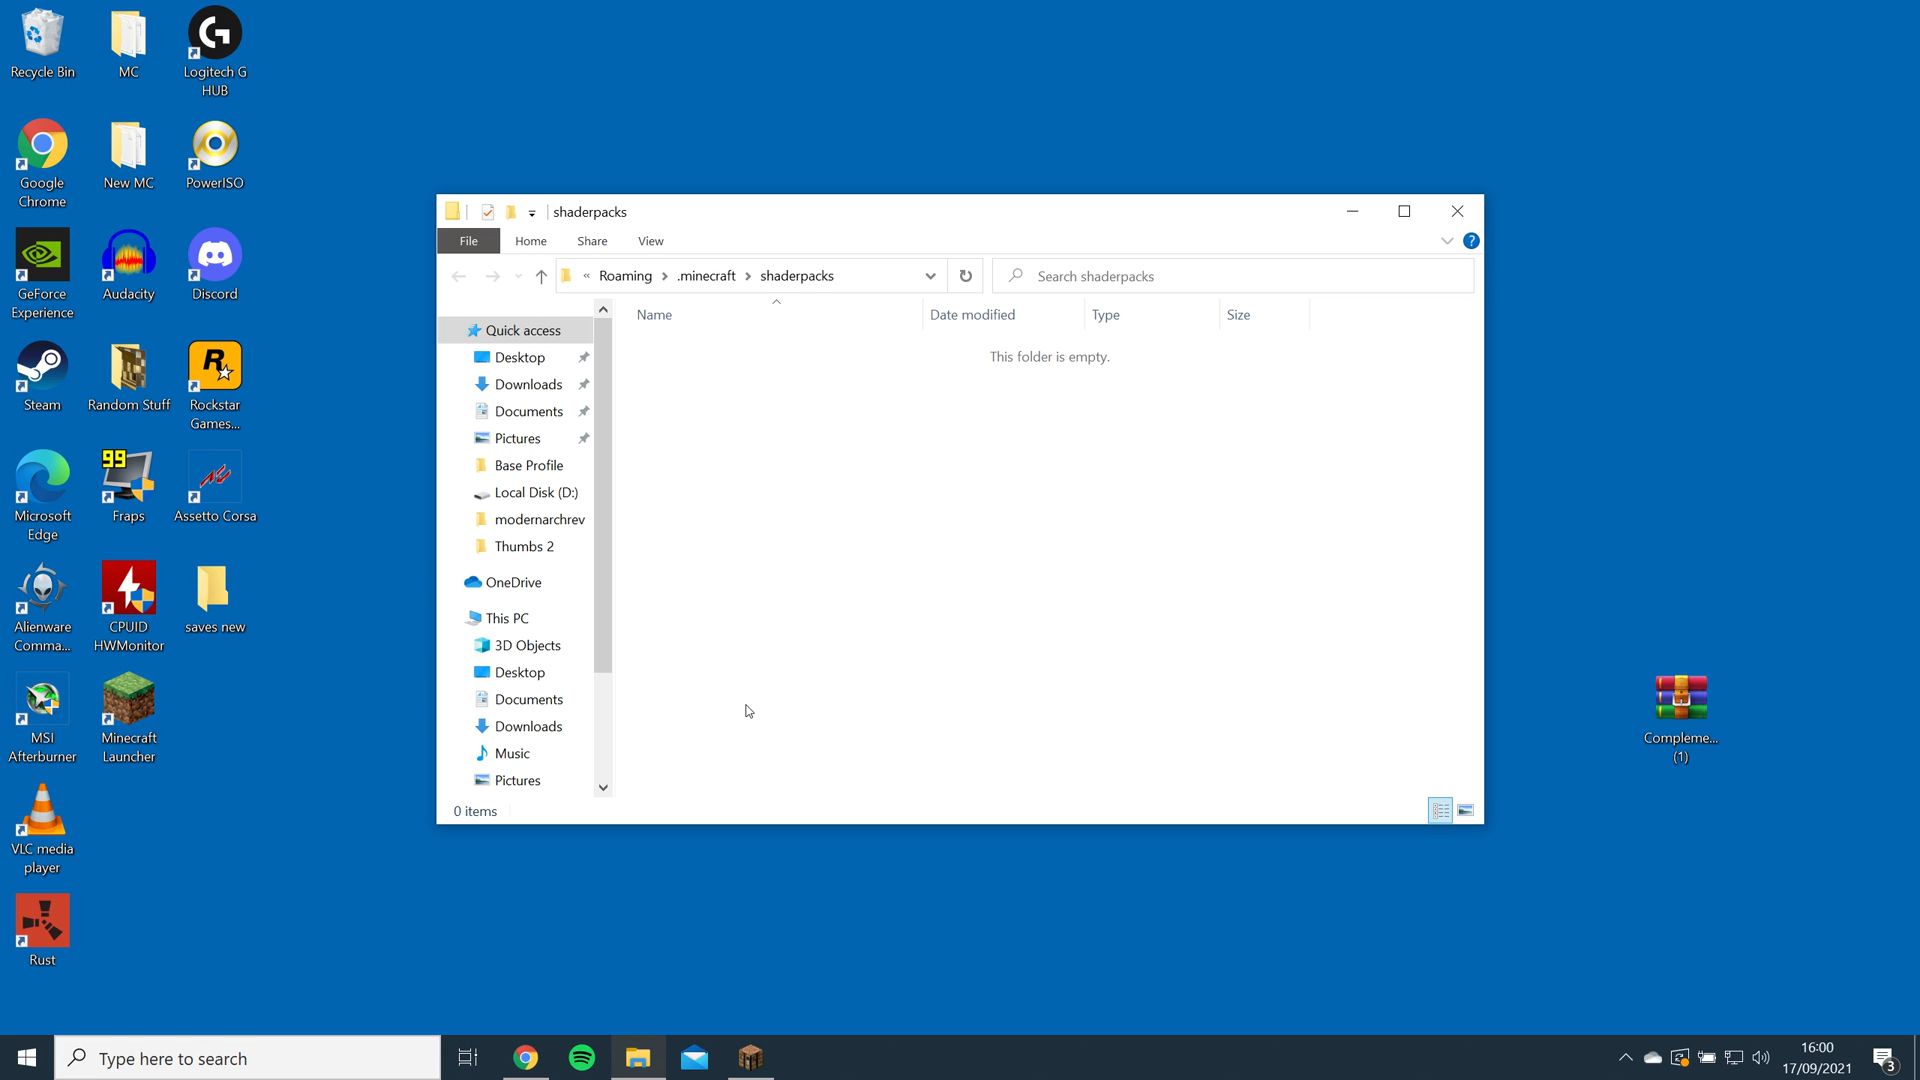 Recycle Bin
MC
Logitech G
HUB
Google
Chrome
New MC
PowerISO
GeForce
Experience
Audacity
Discord
Steam
Random Stuff
R
Rockstar
Games...
99
Microsoft
Edge
Fraps
Assetto Corsa
Alienware
Comma...
CPUID
HWMonitor
saves new
MSI
Afterburner
Minecraft
Launcher
VLC media
player
Rust
shaderpacks
File
Home
Share
View
?
« Roaming > .minecraft > shaderpacks
Search shaderpacks
Name
Date modified
Type
Size
This folder is empty.
Quick access
Desktop
Downloads
Documents
Pictures
Base Profile
Local Disk (D:)
modernarchrev
Thumbs 2
OneDrive
This PC
3D Objects
Desktop
Documents
Downloads
Music
Pictures
0 items
Compleme...
(1)
Type here to search
16:00
17/09/2021
3